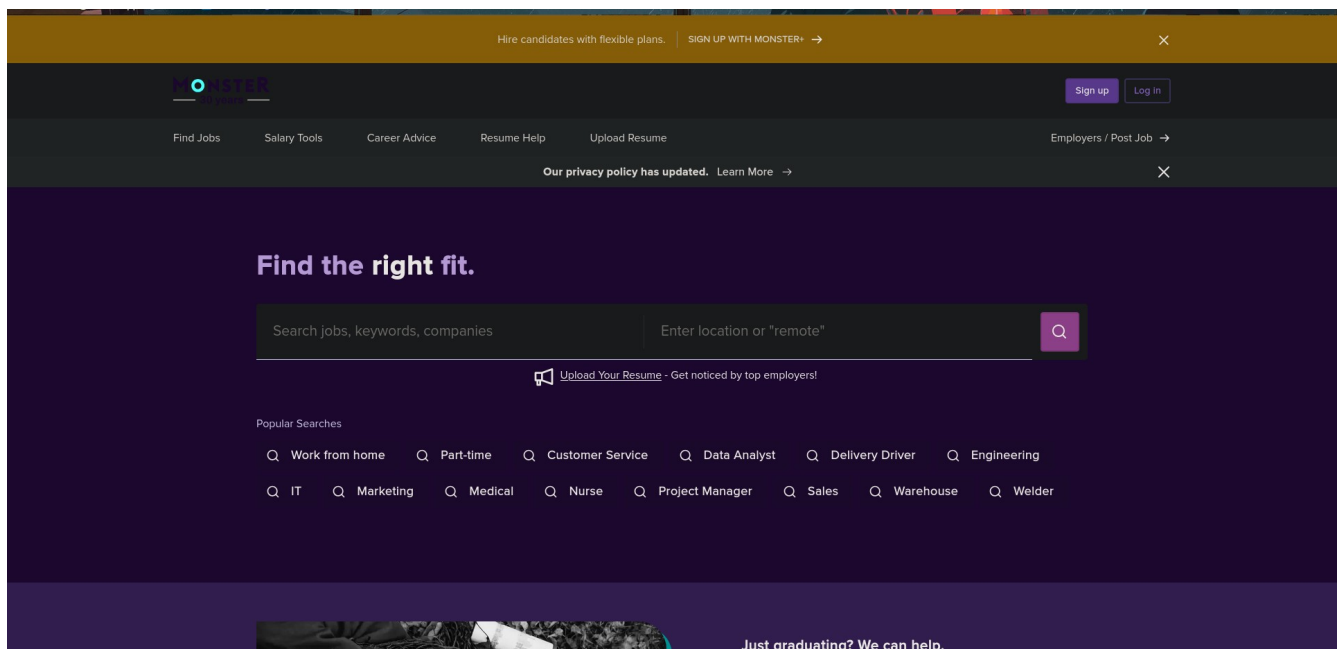 Hire candidates with flexible plans. SIGN UP WITH MONSTER+ →
MONSTER
30 years
Sign up Log in
Find Jobs Salary Tools Career Advice Resume Help Upload Resume Employers / Post Job →
Our privacy policy has updated. Learn More →
Find the right fit.
Search jobs, keywords, companies Enter location or "remote"
Upload Your Resume - Get noticed by top employers!
Popular Searches
Work from home Part-time Customer Service Data Analyst Delivery Driver Engineering
IT Marketing Medical Nurse Project Manager Sales Warehouse Welder
Just graduating? We can help.